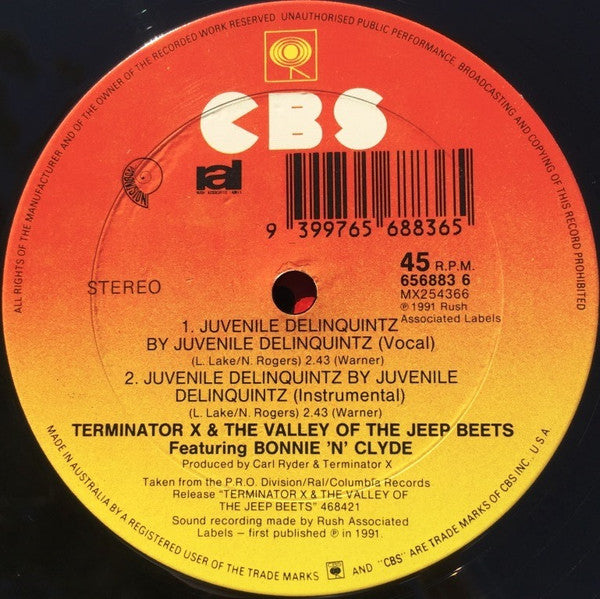 ALL RIGHTS OF THE MANUFACTURER AND OF THE OWNER OF THE RECORDED WORK RESERVED. UNAUTHORISED PUBLIC PERFORMANCE, BROADCASTING AND COPYING OF THIS RECORD PROHIBITED
CBS
ral
9 399765 688365
STEREO
45 R.P.M.
656883 6
MX254366
℗ 1991 Rush
Associated Labels
1. JUVENILE DELINQUINTZ
BY JUVENILE DELINQUINTZ (Vocal)
(L. Lake/N. Rogers) 2.43 (Warner)
2. JUVENILE DELINQUINTZ BY JUVENILE
DELINQUINTZ (Instrumental)
(L. Lake/N. Rogers) 2.43 (Warner)
TERMINATOR X & THE VALLEY OF THE JEEP BEETS
Featuring BONNIE 'N' CLYDE
Produced by Carl Ryder & Terminator X
Taken from the P.R.O. Division/Ral/Columbia Records
Release "TERMINATOR X & THE VALLEY OF
THE JEEP BEETS" 468421
Sound recording made by Rush Associated
Labels – first published ℗ in 1991.
MADE IN AUSTRALIA BY A REGISTERED USER OF THE TRADE MARKS AND "CBS" ARE TRADE MARKS OF CBS INC., U.S.A.